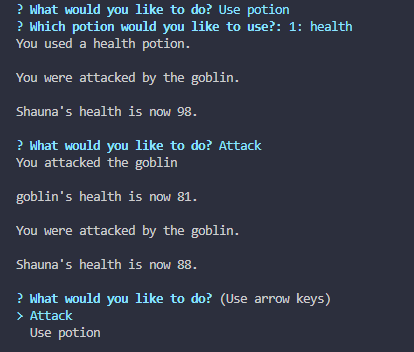 ? What would you like to do? Use potion
? Which potion would you like to use?: 1: health
You used a health potion.
You were attacked by the goblin.
Shauna's health is now 98.
? What would you like to do? Attack
You attacked the goblin
goblin's health is now 81.
You were attacked by the goblin.
Shauna's health is now 88.
? What would you like to do? (Use arrow keys)
> Attack
Use potion